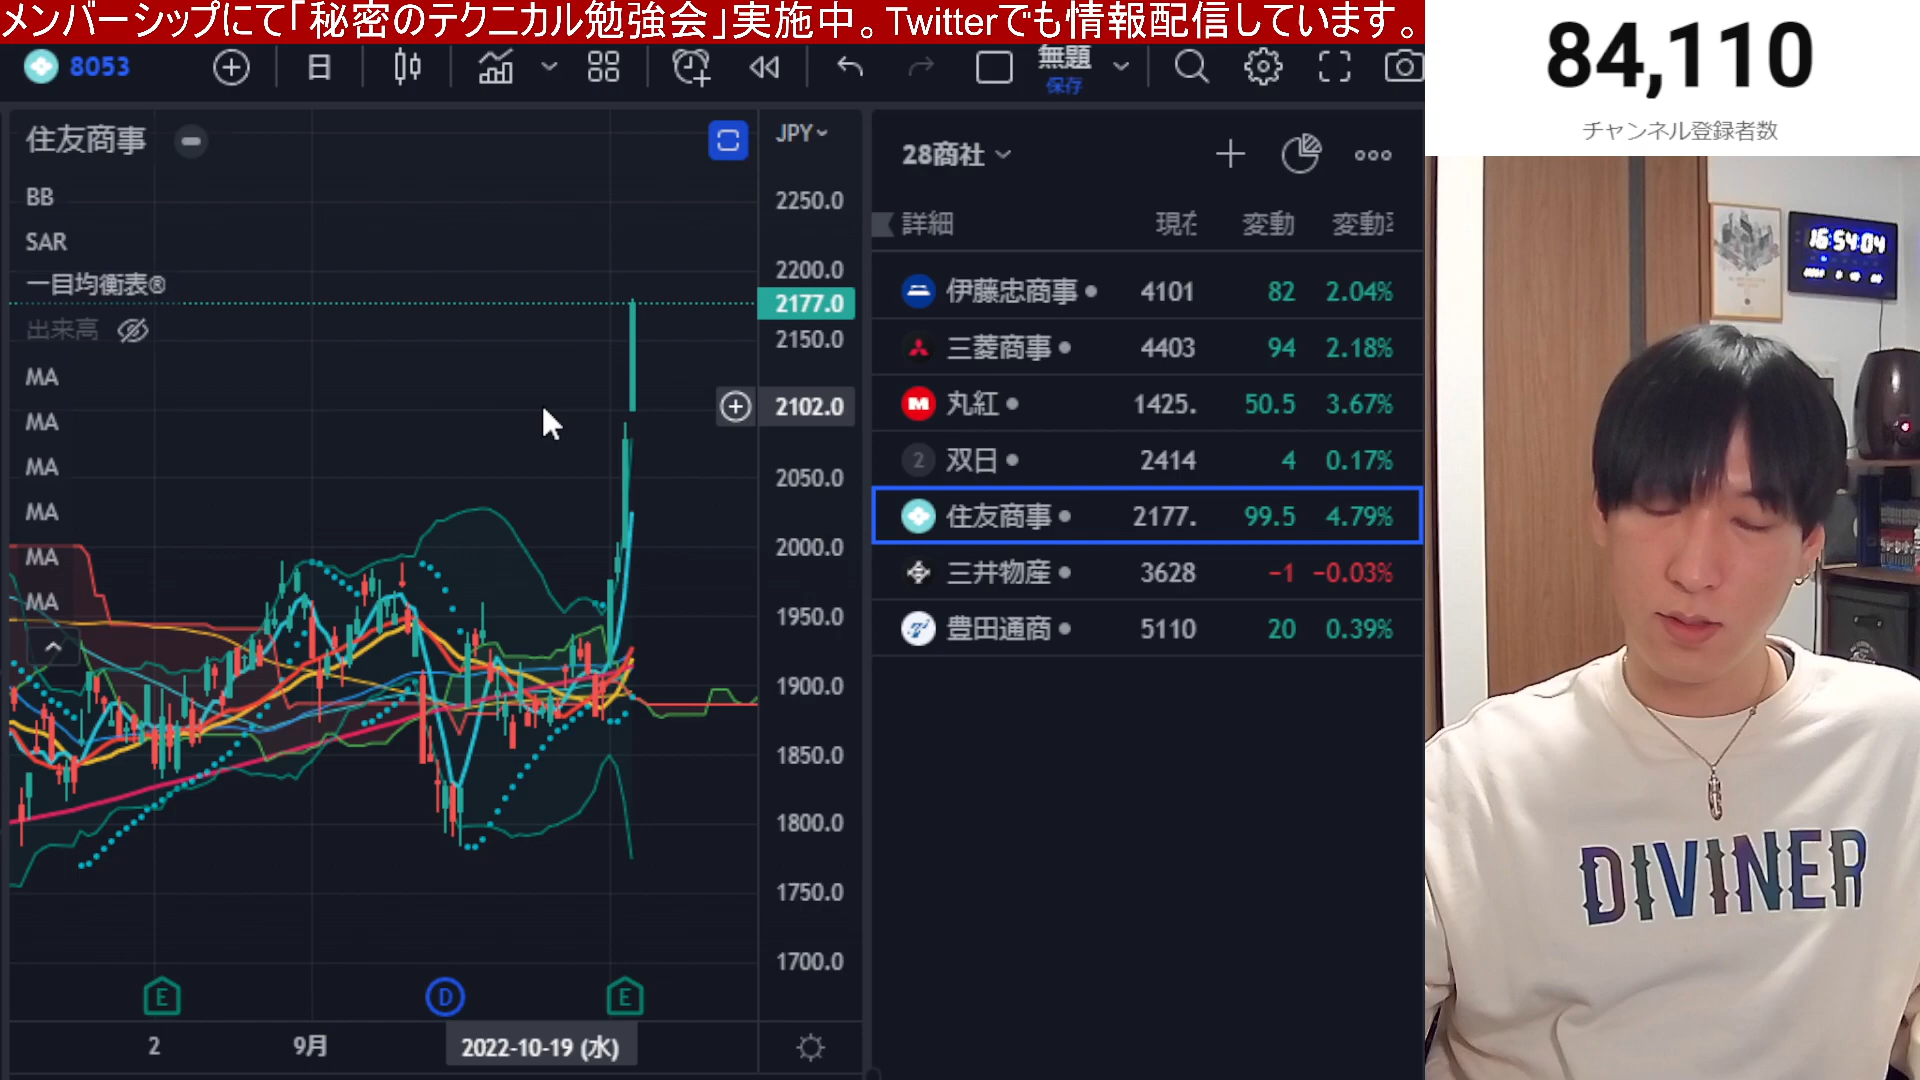 メンバーシップにて「秘密のテクニカル勉強会」実施中。Twitterでも情報配信しています。
84,110
チャンネル登録者数
8053
日
無題
保存
住友商事
JPY
BB
SAR
一目均衡表®
出来高
MA
MA
MA
MA
MA
MA
2250.0
2200.0
2177.0
2150.0
2102.0
2050.0
2000.0
1950.0
1900.0
1850.0
1800.0
1750.0
1700.0
E
D
E
2
9月
2022-10-19 (水)
28商社
詳細 現在 変動 変動率
伊藤忠商事 4101 82 2.04%
三菱商事 4403 94 2.18%
丸紅 1425. 50.5 3.67%
2 双日 2414 4 0.17%
住友商事 2177. 99.5 4.79%
三井物産 3628 −1 −0.03%
豊田通商 5110 20 0.39%
16:54:04
DIVINER